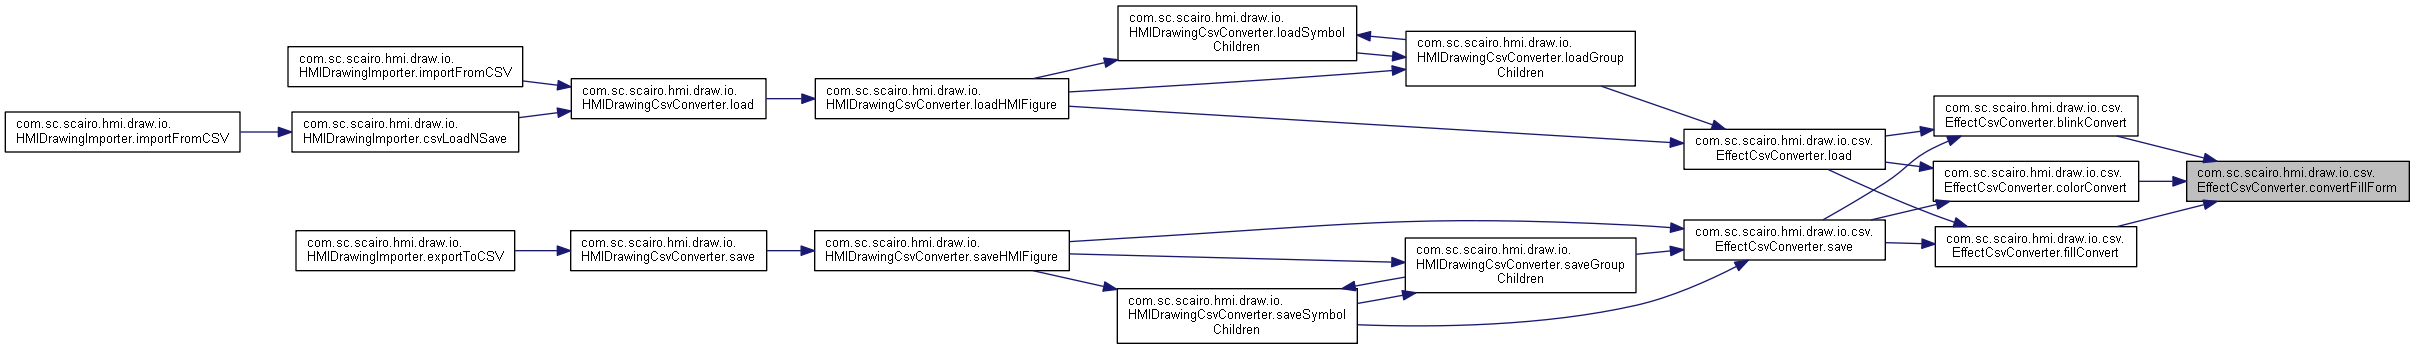 com.sc.scairo.hmi.draw.io.
HMIDrawingImporter.importFromCSV
com.sc.scairo.hmi.draw.io.
HMIDrawingImporter.importFromCSV
com.sc.scairo.hmi.draw.io.
HMIDrawingImporter.csvLoadNSave
com.sc.scairo.hmi.draw.io.
HMIDrawingCsvConverter.load
com.sc.scairo.hmi.draw.io.
HMIDrawingCsvConverter.loadHMIFigure
com.sc.scairo.hmi.draw.io.
HMIDrawingCsvConverter.loadSymbol
Children
com.sc.scairo.hmi.draw.io.
HMIDrawingCsvConverter.loadGroup
Children
com.sc.scairo.hmi.draw.io.csv.
EffectCsvConverter.load
com.sc.scairo.hmi.draw.io.csv.
EffectCsvConverter.blinkConvert
com.sc.scairo.hmi.draw.io.csv.
EffectCsvConverter.colorConvert
com.sc.scairo.hmi.draw.io.csv.
EffectCsvConverter.convertFillForm
com.sc.scairo.hmi.draw.io.
HMIDrawingImporter.exportToCSV
com.sc.scairo.hmi.draw.io.
HMIDrawingCsvConverter.save
com.sc.scairo.hmi.draw.io.
HMIDrawingCsvConverter.saveHMIFigure
com.sc.scairo.hmi.draw.io.
HMIDrawingCsvConverter.saveSymbol
Children
com.sc.scairo.hmi.draw.io.
HMIDrawingCsvConverter.saveGroup
Children
com.sc.scairo.hmi.draw.io.csv.
EffectCsvConverter.save
com.sc.scairo.hmi.draw.io.csv.
EffectCsvConverter.fillConvert